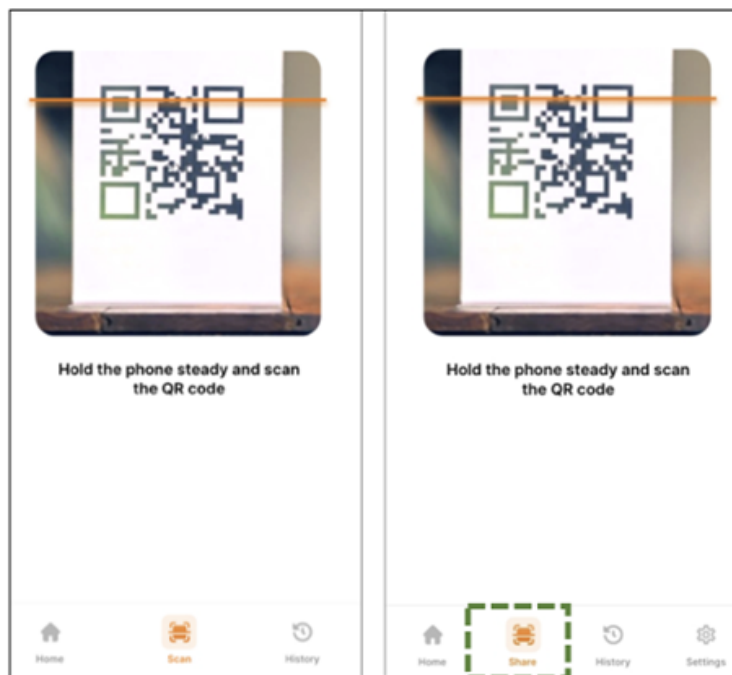 Hold the phone steady and scan
the QR code
Home
Scan
History
Hold the phone steady and scan
the QR code
Home
Share
History
Settings